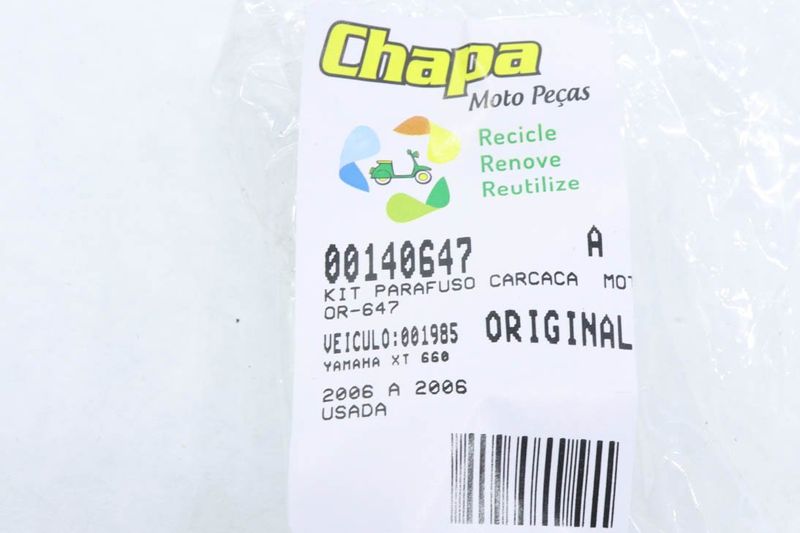 Chapa
Moto Peças
Recicle
Renove
Reutilize
00140647 A
KIT PARAFUSO CARCACA MOT
OR-647
VEICULO:001985 ORIGINAL
YAMAHA XT 660
2006 A 2006
USADA